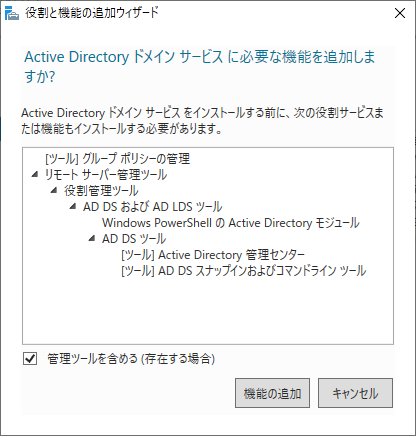 役割と機能の追加ウィザード
Active Directory ドメイン サービス に必要な機能を追加しま
すか?
Active Directory ドメイン サービス をインストールする前に、次の役割サービスま
たは機能もインストールする必要があります。
[ツール] グループ ポリシーの管理
リモート サーバー管理ツール
役割管理ツール
AD DS および AD LDS ツール
Windows PowerShell の Active Directory モジュール
AD DS ツール
[ツール] Active Directory 管理センター
[ツール] AD DS スナップインおよびコマンドライン ツール
管理ツールを含める (存在する場合)
機能の追加
キャンセル